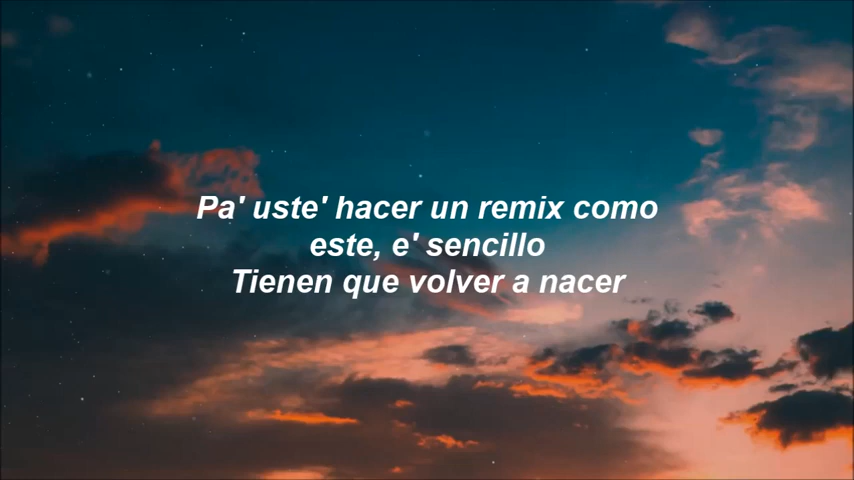 Pa' uste' hacer un remix como
este, e' sencillo
Tienen que volver a nacer